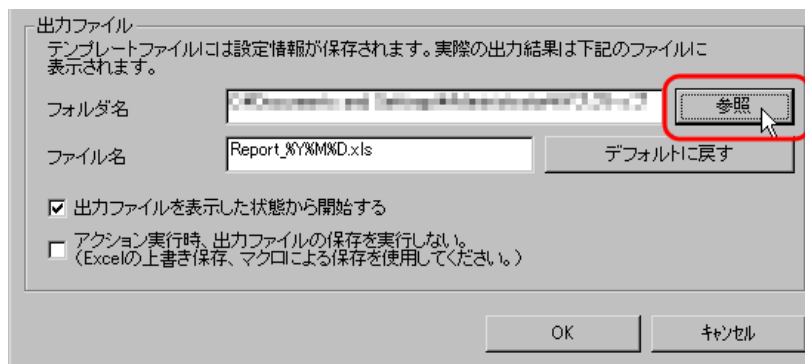 出力ファイル
テンプレートファイルには設定情報が保存されます。実際の出力結果は下記のファイルに
表示されます。
フォルダ名
参照
ファイル名
Report_%Y%M%D.xls
デフォルトに戻す
出力ファイルを表示した状態から開始する
アクション実行時、出力ファイルの保存を実行しない。
(Excelの上書き保存、マクロによる保存を使用してください。)
OK
キャンセル